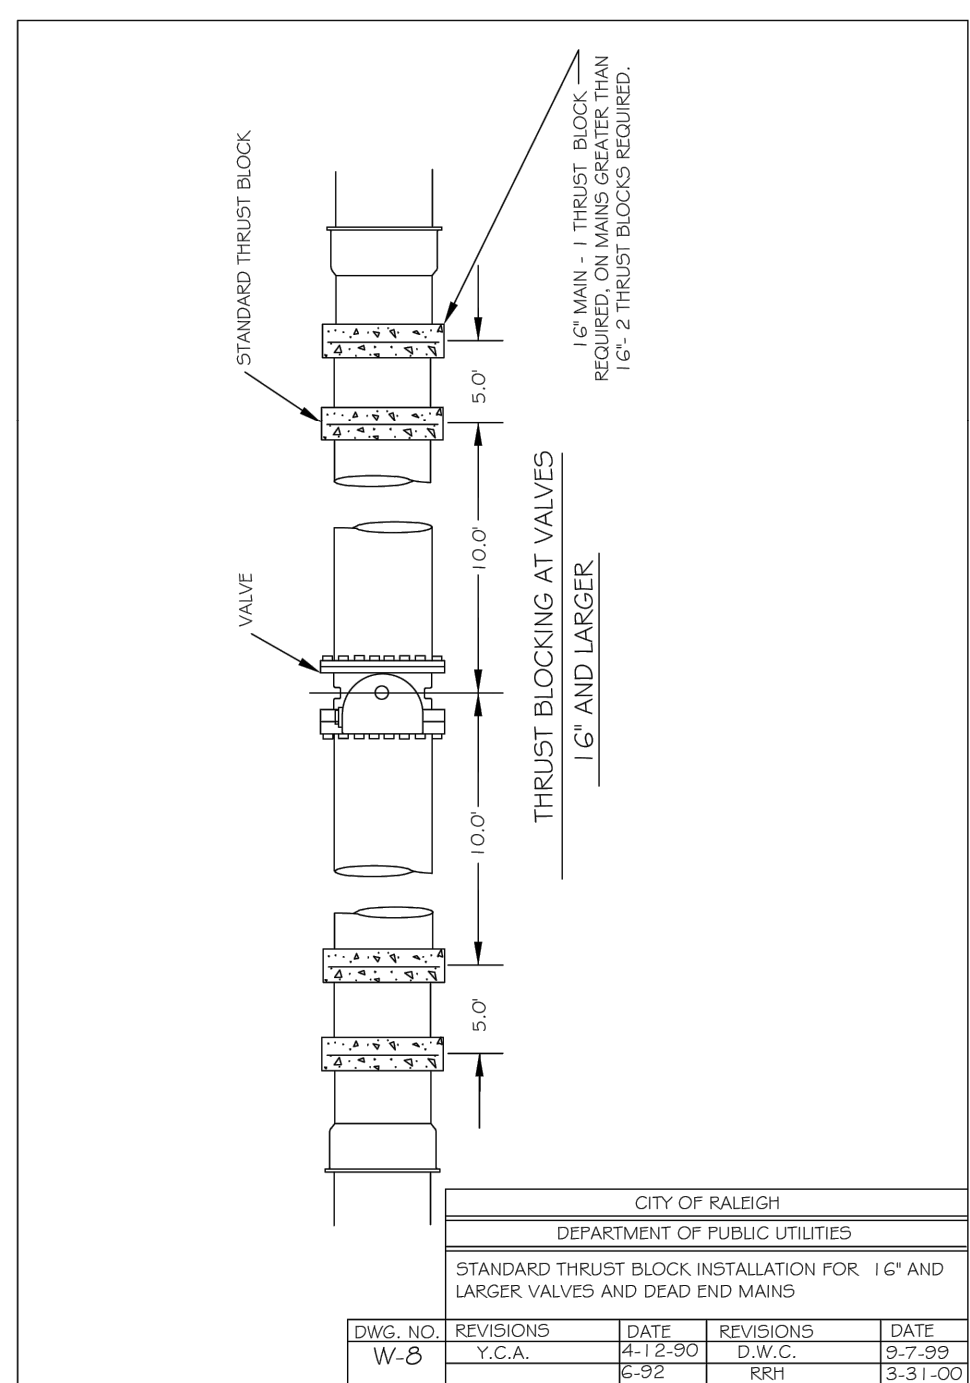 STANDARD THRUST BLOCK
16" MAIN - 1 THRUST BLOCK
REQUIRED, ON MAINS GREATER THAN
16"- 2 THRUST BLOCKS REQUIRED.
5.0'
10.0'
VALVE
THRUST BLOCKING AT VALVES
16" AND LARGER
10.0'
5.0'
CITY OF RALEIGH
DEPARTMENT OF PUBLIC UTILITIES
STANDARD THRUST BLOCK INSTALLATION FOR 16" AND
LARGER VALVES AND DEAD END MAINS
DWG. NO. REVISIONS DATE REVISIONS DATE
W-8 Y.C.A. 4-12-90 D.W.C. 9-7-99
6-92 RRH 3-31-00